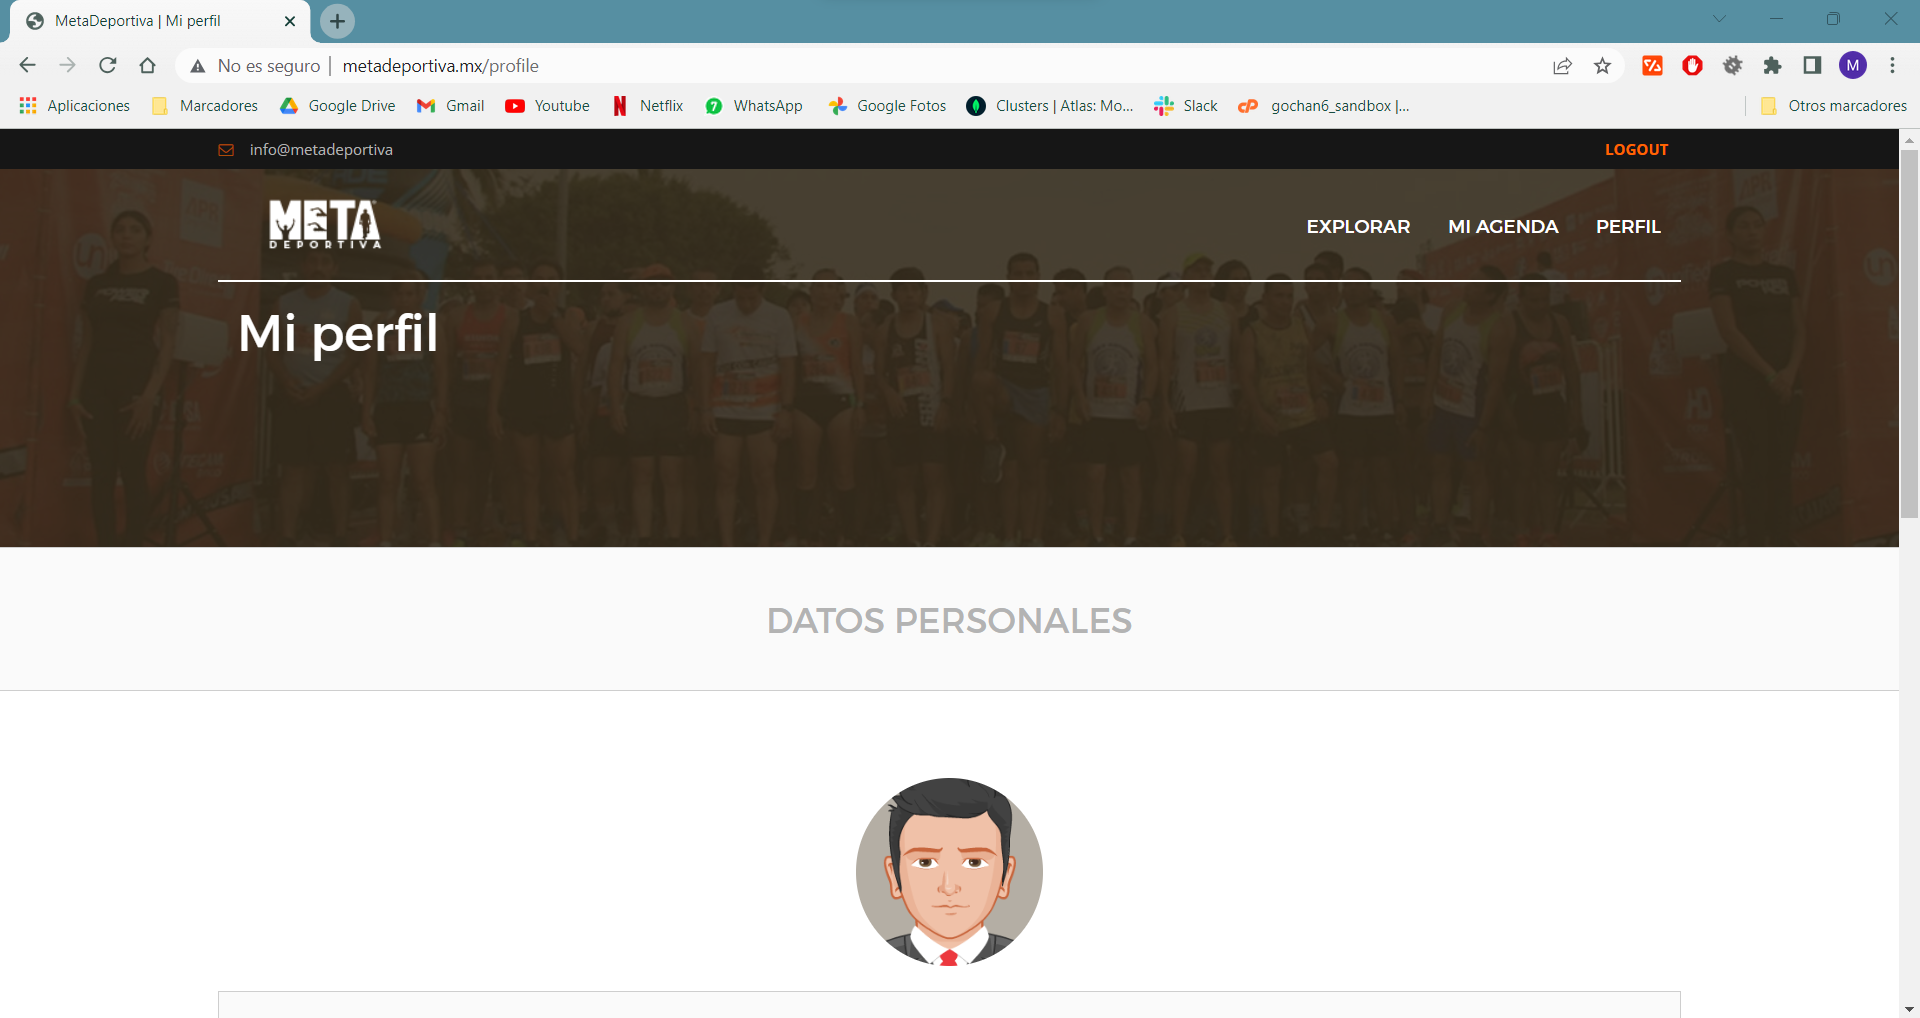 MetaDeportiva | Mi perfil
No es seguro | metadeportiva.mx/profile
M
Aplicaciones Marcadores Google Drive Gmail Youtube Netflix WhatsApp Google Fotos Clusters | Atlas: Mo... Slack gochan6_sandbox |... Otros marcadores
info@metadeportiva LOGOUT
META
DEPORTIVA
EXPLORAR MI AGENDA PERFIL
Mi perfil
DATOS PERSONALES